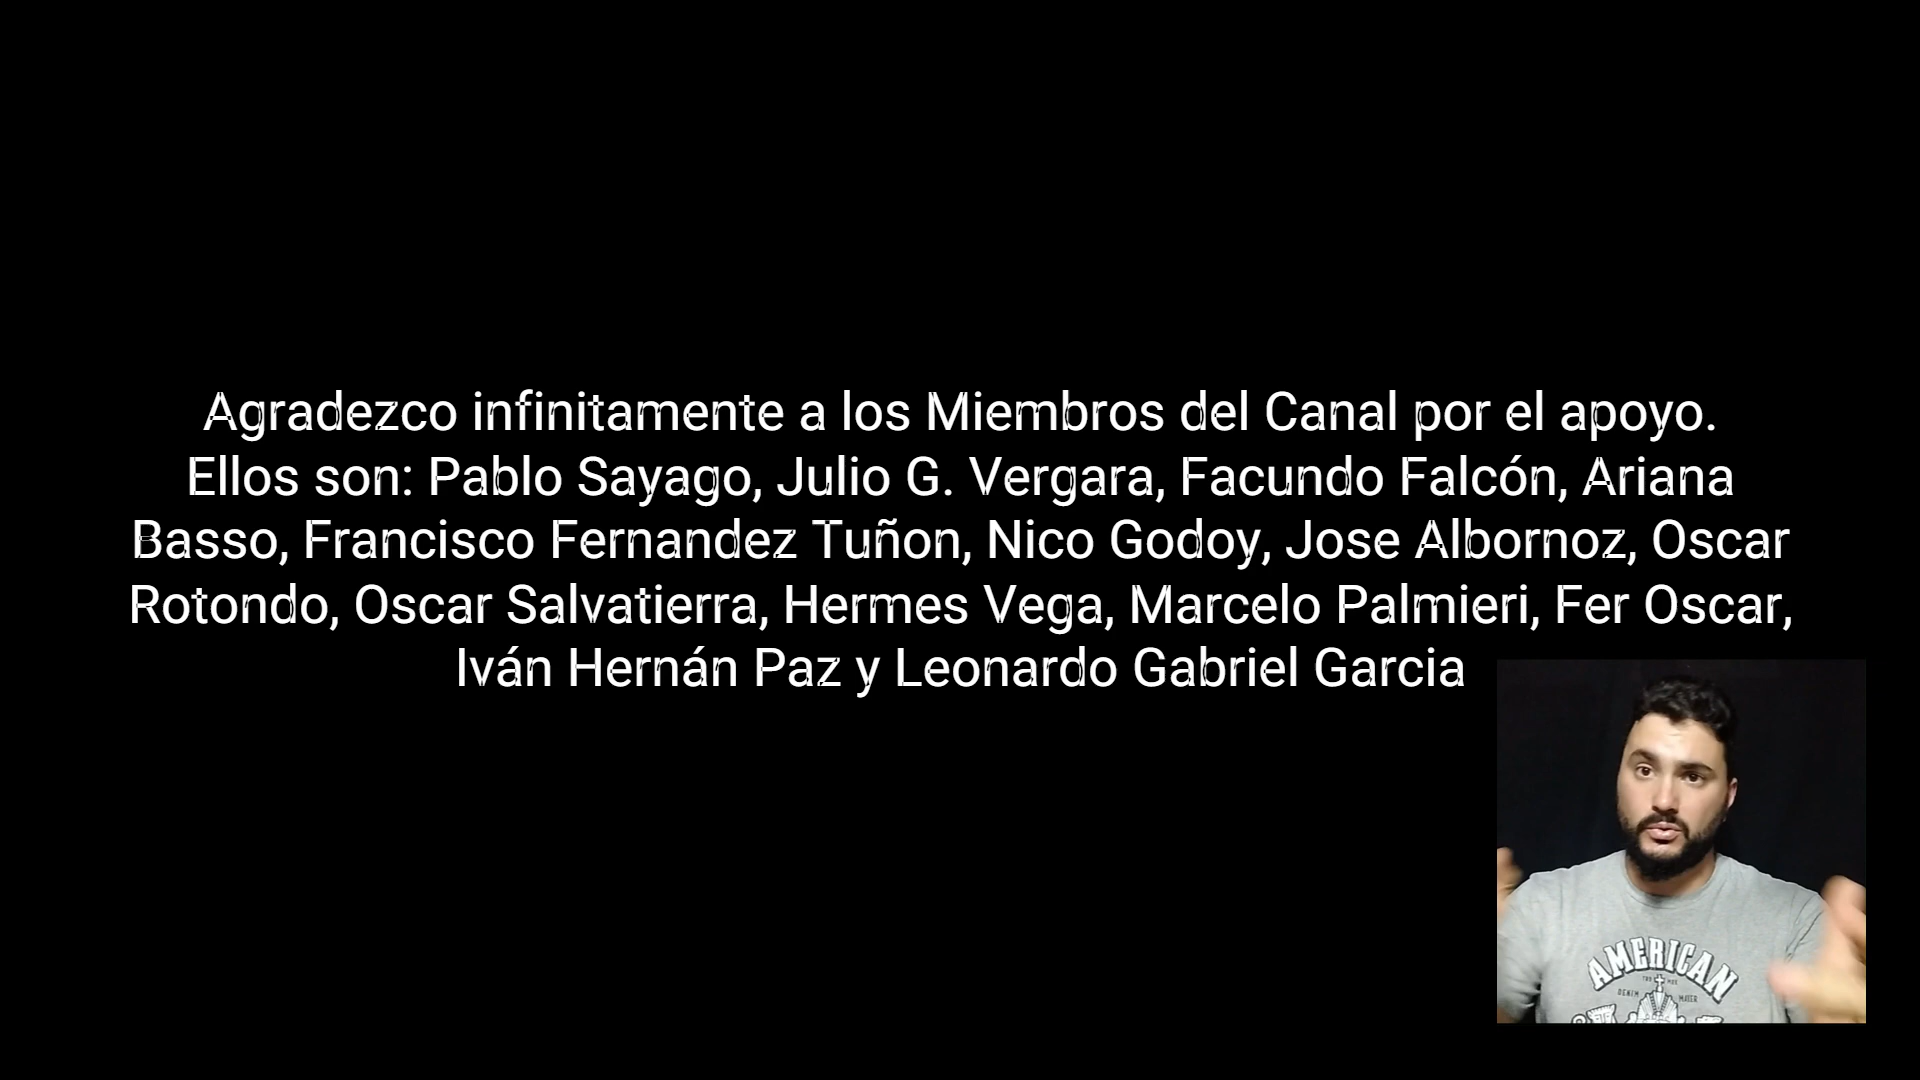 Agradezco infinitamente a los Miembros del Canal por el apoyo.
Ellos son: Pablo Sayago, Julio G. Vergara, Facundo Falcón, Ariana
Basso, Francisco Fernandez Tuñon, Nico Godoy, Jose Albornoz, Oscar
Rotondo, Oscar Salvatierra, Hermes Vega, Marcelo Palmieri, Fer Oscar,
Iván Hernán Paz y Leonardo Gabriel Garcia
AMERICAN
DENIM